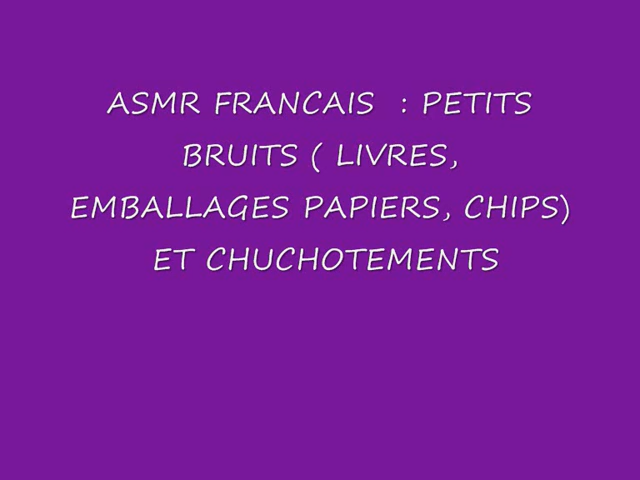 ASMR FRANCAIS : PETITS
BRUITS ( LIVRES,
EMBALLAGES PAPIERS, CHIPS)
ET CHUCHOTEMENTS